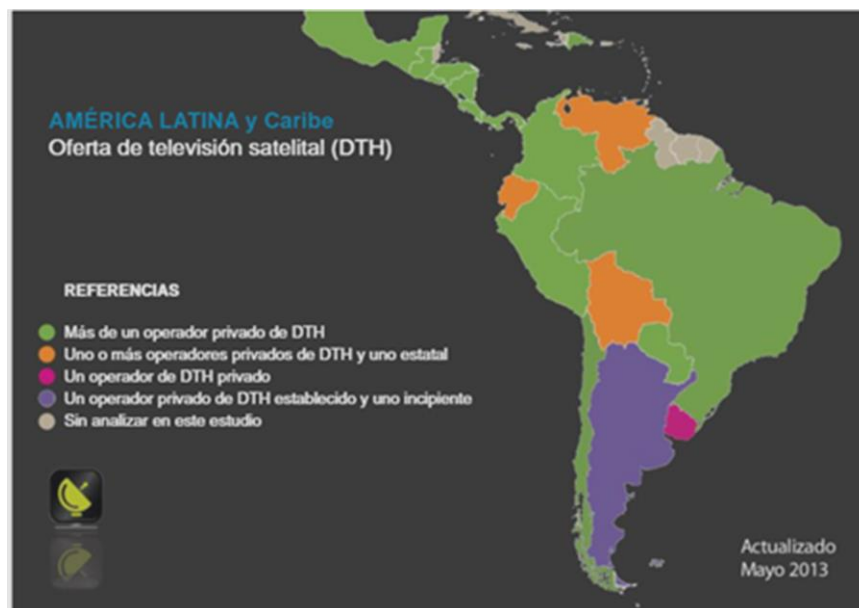 AMÉRICA LATINA y Caribe
Oferta de televisión satelital (DTH)
REFERENCIAS
Más de un operador privado de DTH
Uno o más operadores privados de DTH y uno estatal
Un operador de DTH privado
Un operador privado de DTH establecido y uno incipiente
Sin analizar en este estudio
Actualizado
Mayo 2013